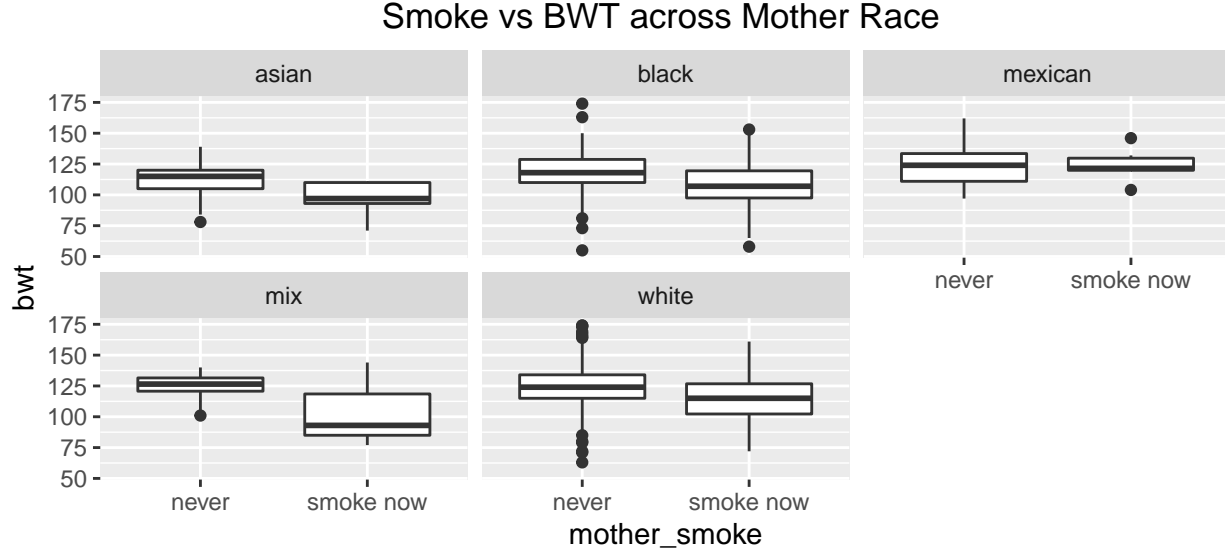 Smoke vs BWT across Mother Race
asian
black
mexican
175
150
125
100
75
50
never
smoke now
mix
white
175
150
125
100
75
50
never
smoke now
never
smoke now
bwt
mother_smoke